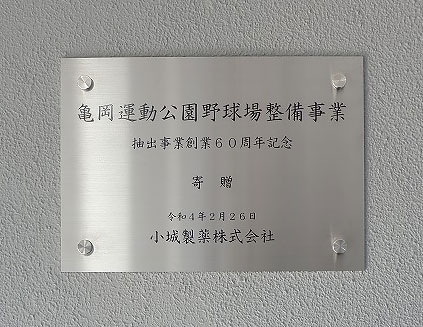 亀岡運動公園野球場整備事業
抽出事業創業６０周年記念
寄　贈
令和４年２月２６日
小城製薬株式会社